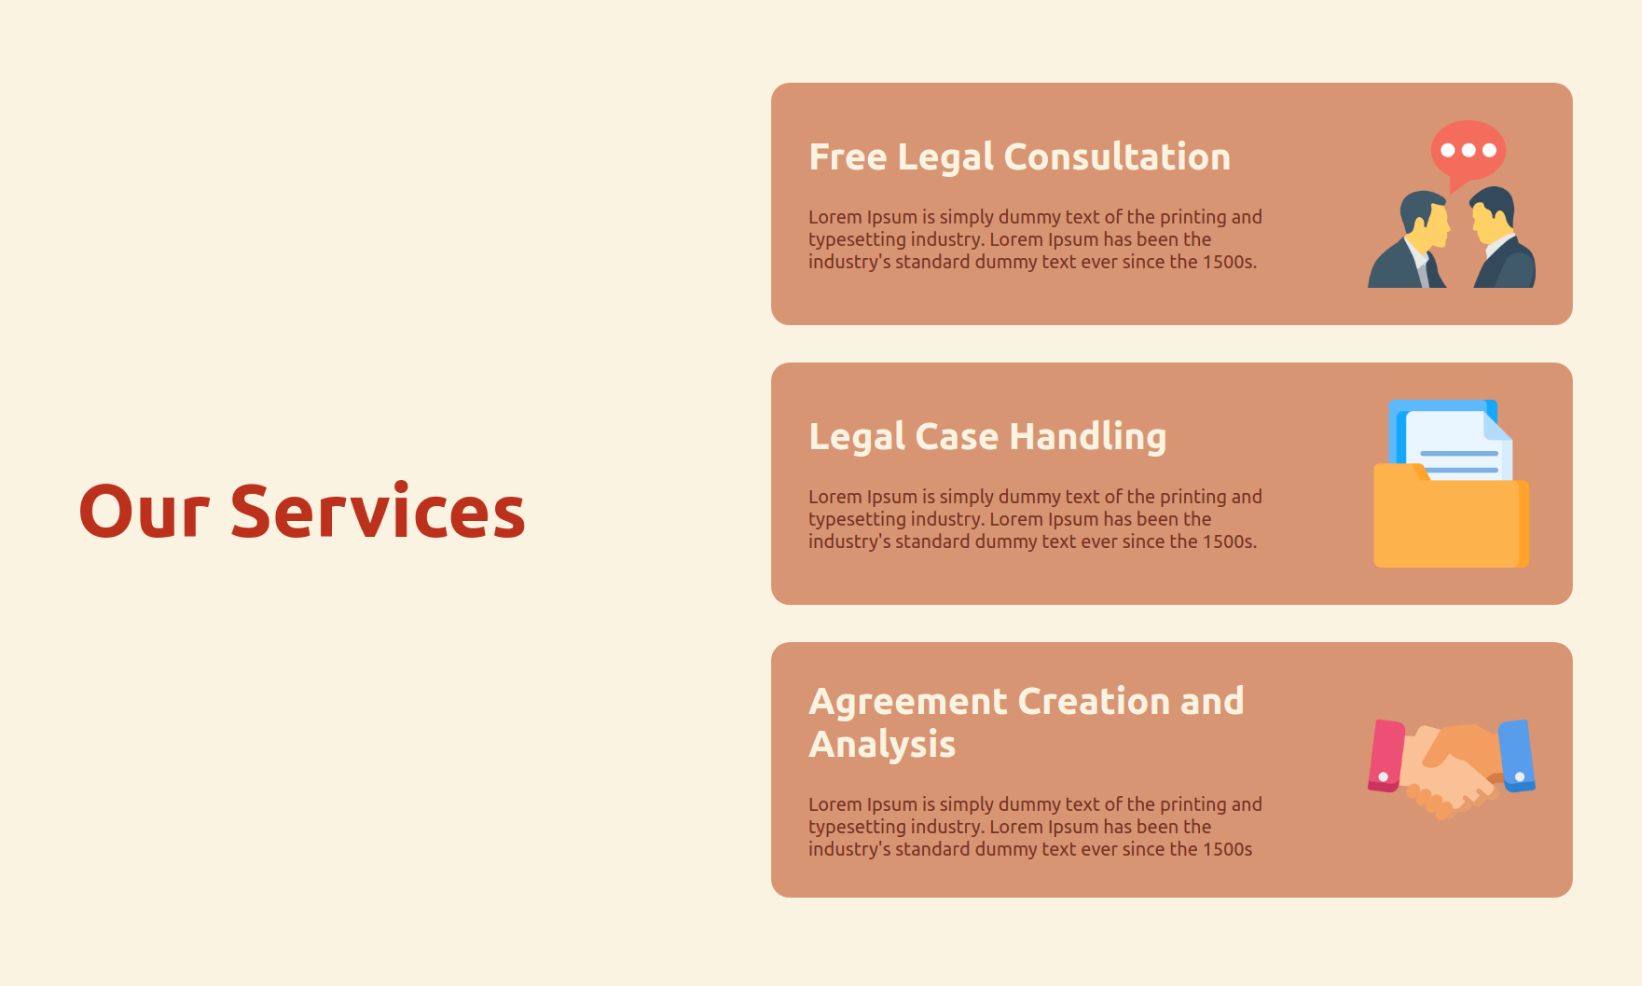 Our Services
Free Legal Consultation
Lorem Ipsum is simply dummy text of the printing and
typesetting industry. Lorem Ipsum has been the
industry's standard dummy text ever since the 1500s.
Legal Case Handling
Lorem Ipsum is simply dummy text of the printing and
typesetting industry. Lorem Ipsum has been the
industry's standard dummy text ever since the 1500s.
Agreement Creation and
Analysis
Lorem Ipsum is simply dummy text of the printing and
typesetting industry. Lorem Ipsum has been the
industry's standard dummy text ever since the 1500s